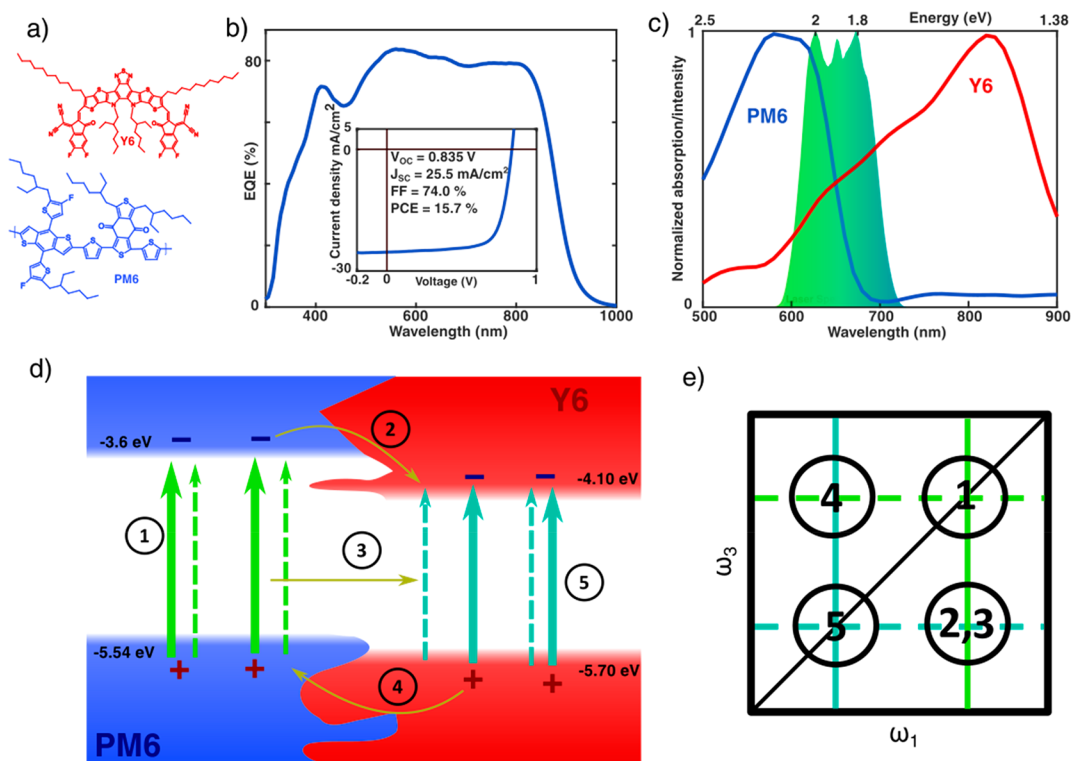 a)
Y6
PM6
N
N
S
S
S
S
S
N
N
O
O
CN
NC
F
F
F
F
F
S
S
S
S
S
S
S
O
O
F
b)
EQE (%)
80
40
0
400
600
800
1000
Wavelength (nm)
Current density mA/cm²
5
0
-30
-0.2
0
1
Voltage (V)
V_OC = 0.835 V
J_SC = 25.5 mA/cm²
FF = 74.0 %
PCE = 15.7 %
c)
2.5
2
1.8
Energy (eV)
1.38
Normalized absorption/intensity
1
0
PM6
Y6
500
600
700
800
900
Wavelength (nm)
d)
Y6
-3.6 eV
2
-4.10 eV
1
3
5
-5.54 eV
-5.70 eV
4
PM6
e)
4
1
5
2,3
ω₃
ω₁